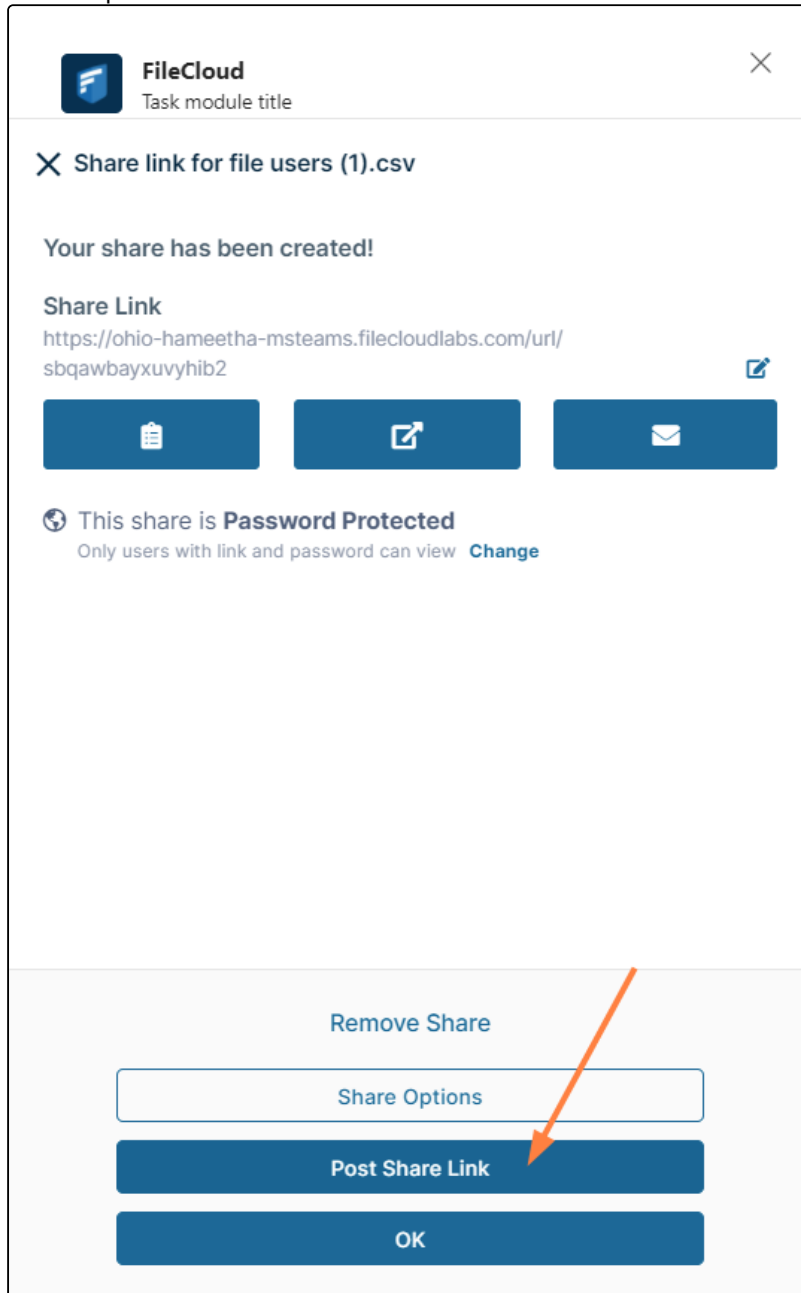 FileCloud
Task module title
Share link for file users (1).csv
Your share has been created!
Share Link
https://ohio-hameetha-msteams.filecloudlabs.com/url/
sbqawbayxuvyhib2
This share is Password Protected
Only users with link and password can view Change
Remove Share
Share Options
Post Share Link
OK